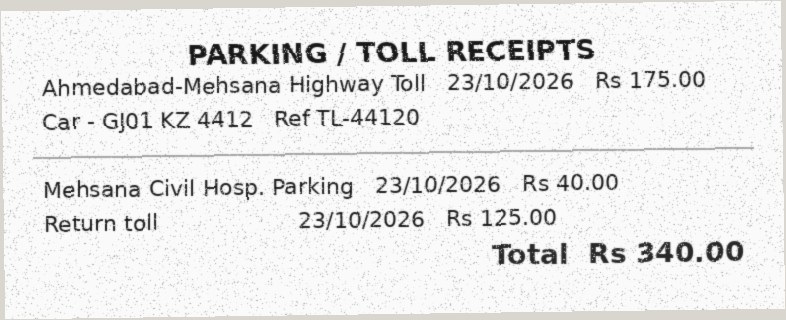 PARKING / TOLL RECEIPTS
Ahmedabad-Mehsana Highway Toll 23/10/2026 Rs 175.00
Car - GJ01 KZ 4412 Ref TL-44120
Mehsana Civil Hosp. Parking 23/10/2026 Rs 40.00
Return toll 23/10/2026 Rs 125.00
Total Rs 340.00